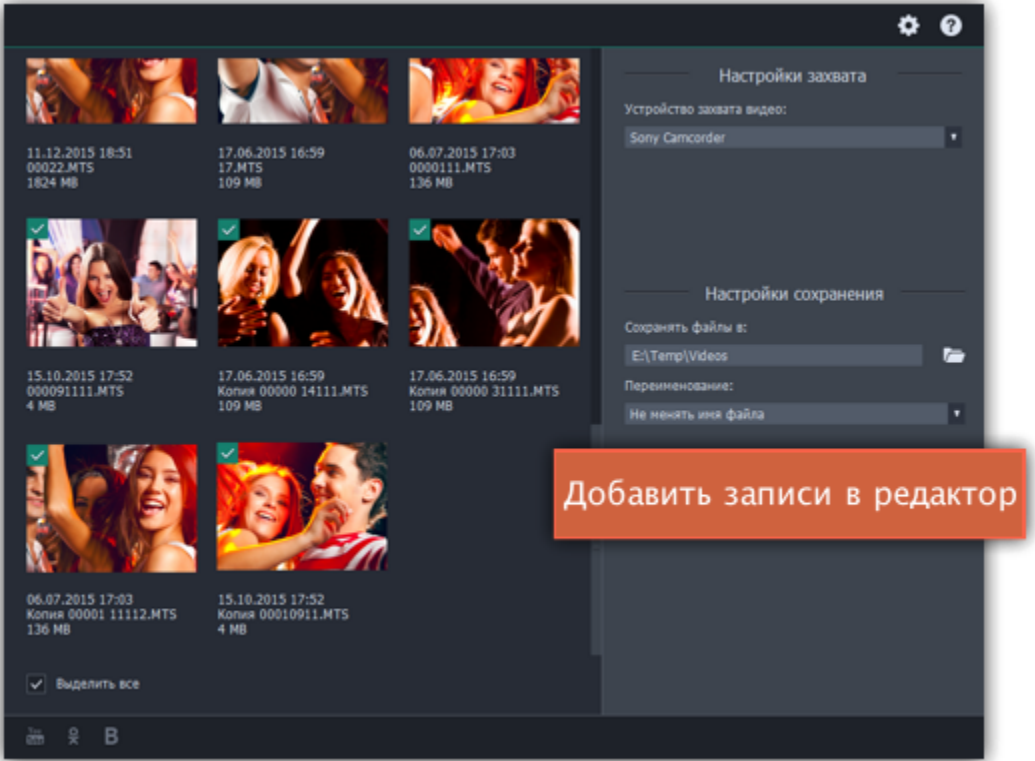 Настройки захвата
Устройство захвата видео:
Sony Camcorder
11.12.2015 18:51
00022.MTS
1824 MB
17.06.2015 16:59
17.MTS
109 MB
06.07.2015 17:03
0000111.MTS
136 MB
15.10.2015 17:52
000091111.MTS
4 MB
17.06.2015 16:59
Копия 00000 14111.MTS
109 MB
17.06.2015 16:59
Копия 00000 31111.MTS
109 MB
Настройки сохранения
Сохранять файлы в:
E:\Temp\Videos
Переименование:
Не менять имя файла
Добавить записи в редактор
06.07.2015 17:03
Копия 00001 11112.MTS
136 MB
15.10.2015 17:52
Копия 00010911.MTS
4 MB
Выделить все